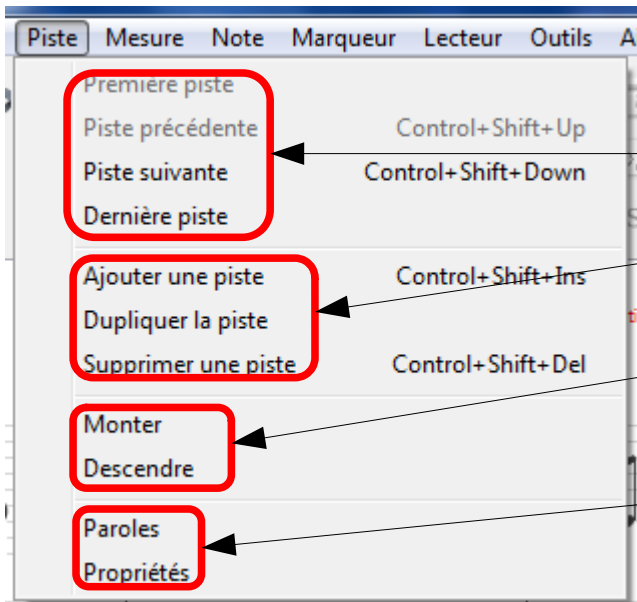 Piste Mesure Note Marqueur Lecteur Outils A
Première piste
Piste précédente Control+Shift+Up
Piste suivante Control+Shift+Down
Dernière piste
Ajouter une piste Control+Shift+Ins
Dupliquer la piste
Supprimer une piste Control+Shift+Del
Monter
Descendre
Paroles
Propriétés